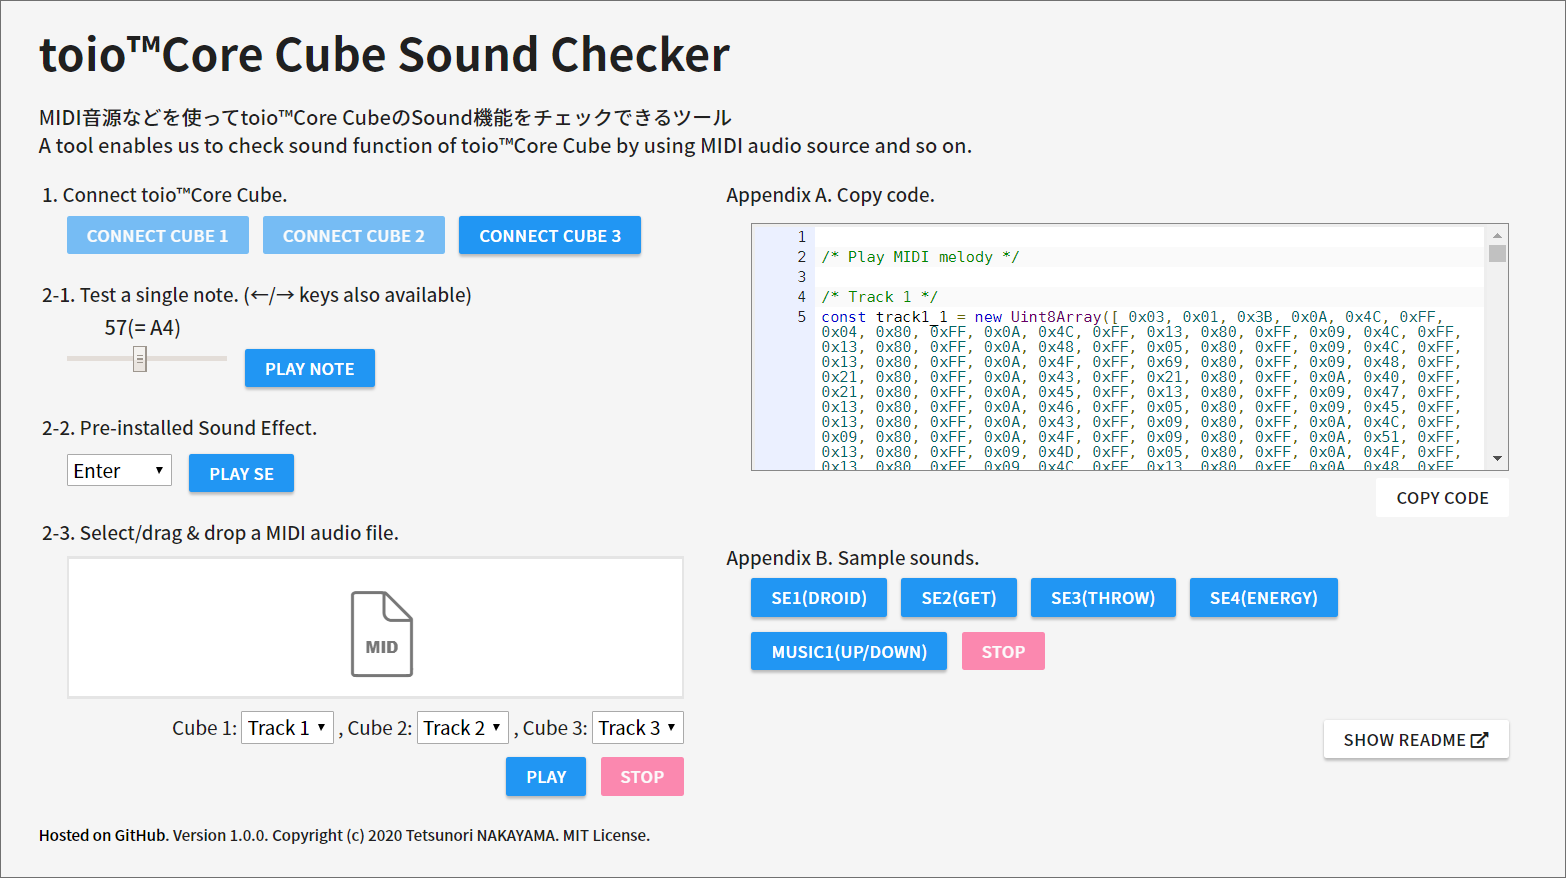 toio™Core Cube Sound Checker
MIDI音源などを使ってtoio™Core CubeのSound機能をチェックできるツール
A tool enables us to check sound function of toio™Core Cube by using MIDI audio source and so on.
1. Connect toio™Core Cube.
CONNECT CUBE 1 CONNECT CUBE 2 CONNECT CUBE 3
2-1. Test a single note. (←/→ keys also available)
57(= A4)
PLAY NOTE
2-2. Pre-installed Sound Effect.
Enter PLAY SE
2-3. Select/drag & drop a MIDI audio file.
MID
Cube 1: Track 1 , Cube 2: Track 2 , Cube 3: Track 3
PLAY STOP
Appendix A. Copy code.
1
2 /* Play MIDI melody */
3
4 /* Track 1 */
5 const track1_1 = new Uint8Array([ 0x03, 0x01, 0x3B, 0x0A, 0x4C, 0xFF,
0x04, 0x80, 0xFF, 0x0A, 0x4C, 0xFF, 0x13, 0x80, 0xFF, 0x09, 0x4C, 0xFF,
0x13, 0x80, 0xFF, 0x0A, 0x48, 0xFF, 0x05, 0x80, 0xFF, 0x09, 0x4C, 0xFF,
0x13, 0x80, 0xFF, 0x0A, 0x4F, 0xFF, 0x69, 0x80, 0xFF, 0x09, 0x48, 0xFF,
0x21, 0x80, 0xFF, 0x0A, 0x43, 0xFF, 0x21, 0x80, 0xFF, 0x0A, 0x40, 0xFF,
0x21, 0x80, 0xFF, 0x0A, 0x45, 0xFF, 0x13, 0x80, 0xFF, 0x09, 0x47, 0xFF,
0x13, 0x80, 0xFF, 0x0A, 0x46, 0xFF, 0x05, 0x80, 0xFF, 0x09, 0x45, 0xFF,
0x13, 0x80, 0xFF, 0x0A, 0x43, 0xFF, 0x09, 0x80, 0xFF, 0x0A, 0x4C, 0xFF,
0x09, 0x80, 0xFF, 0x0A, 0x4F, 0xFF, 0x09, 0x80, 0xFF, 0x0A, 0x51, 0xFF,
0x13, 0x80, 0xFF, 0x09, 0x4D, 0xFF, 0x05, 0x80, 0xFF, 0x0A, 0x4F, 0xFF,
0x13, 0x80, 0xFF, 0x09, 0x4C, 0xFF, 0x13, 0x80, 0xFF, 0x0A, 0x48, 0xFF
COPY CODE
Appendix B. Sample sounds.
SE1(DROID) SE2(GET) SE3(THROW) SE4(ENERGY)
MUSIC1(UP/DOWN) STOP
SHOW README
Hosted on GitHub. Version 1.0.0. Copyright (c) 2020 Tetsunori NAKAYAMA. MIT License.